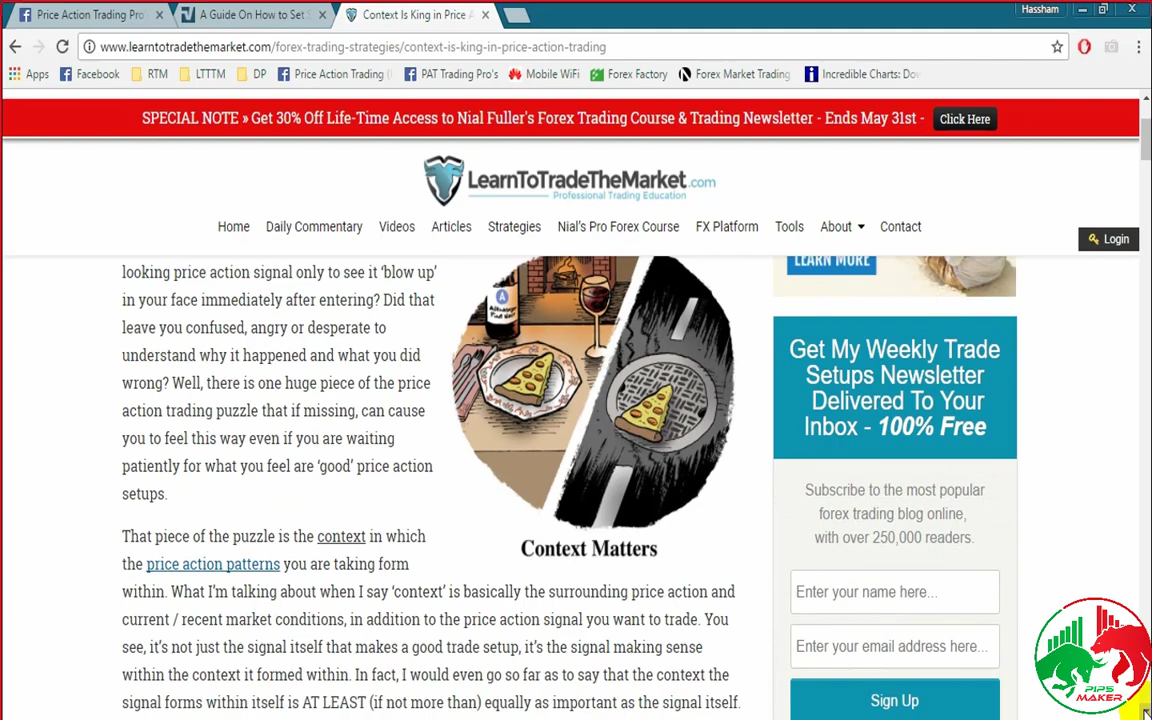 Price Action Trading Pro
A Guide On How to Set
Context Is King in Price A
Hassham
www.learntotradethemarket.com/forex-trading-strategies/context-is-king-in-price-action-trading
Apps
Facebook
RTM
LTTTM
DP
Price Action Trading (
PAT Trading Pro's
Mobile WiFi
Forex Factory
Forex Market Trading
Incredible Charts: Do
SPECIAL NOTE » Get 30% Off Life-Time Access to Nial Fuller's Forex Trading Course & Trading Newsletter - Ends May 31st -
Click Here
LearnToTradeTheMarket.com
Professional Trading Education
Home Daily Commentary Videos Articles Strategies Nial's Pro Forex Course FX Platform Tools About Contact
Login
looking price action signal only to see it ‘blow up’
in your face immediately after entering? Did that
leave you confused, angry or desperate to
understand why it happened and what you did
wrong? Well, there is one huge piece of the price
action trading puzzle that if missing, can cause
you to feel this way even if you are waiting
patiently for what you feel are ‘good’ price action
setups.
Context Matters
That piece of the puzzle is the context in which
the price action patterns you are taking form
within. What I’m talking about when I say ‘context’ is basically the surrounding price action and
current / recent market conditions, in addition to the price action signal you want to trade. You
see, it’s not just the signal itself that makes a good trade setup, it’s the signal making sense
within the context it formed within. In fact, I would even go so far as to say that the context the
signal forms within itself is AT LEAST (if not more than) equally as important as the signal itself.
LEARN MORE
Get My Weekly Trade
Setups Newsletter
Delivered To Your
Inbox - 100% Free
Subscribe to the most popular
forex trading blog online,
with over 250,000 readers.
Enter your name here...
Enter your email address here...
Sign Up
PIPS
MAKER